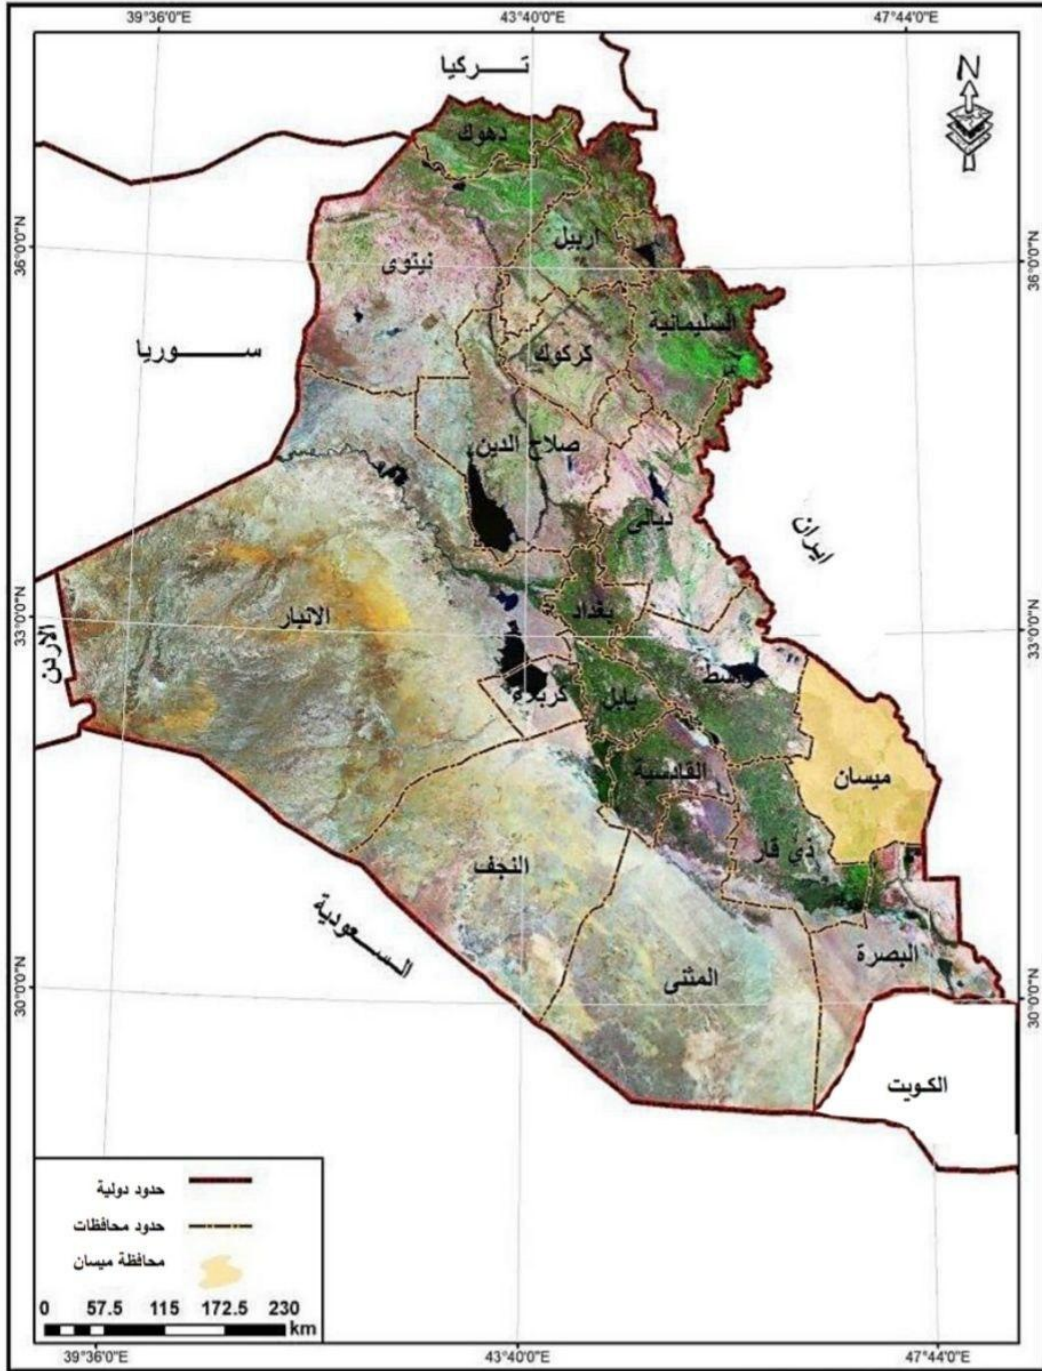 39°36'0"E 43°40'0"E 47°44'0"E
تـــركيا
N
دهوك
36°0'0"N 36°0'0"N
اربيل
نينوى
السليمانية
ســـــوريا
كركوك
صلاح الدين
ديالى
ايران
33°0'0"N 33°0'0"N
الانبار
بغداد
الاردن
كربلاء
بابل
واسط
القادسية
ميسان
ذي قار
النجف
الـسـعودية
البصرة
المثنى
30°0'0"N 30°0'0"N
الكويت
حدود دولية
حدود محافظات
محافظة ميسان
0 57.5 115 172.5 230
km
39°36'0"E 43°40'0"E 47°44'0"E